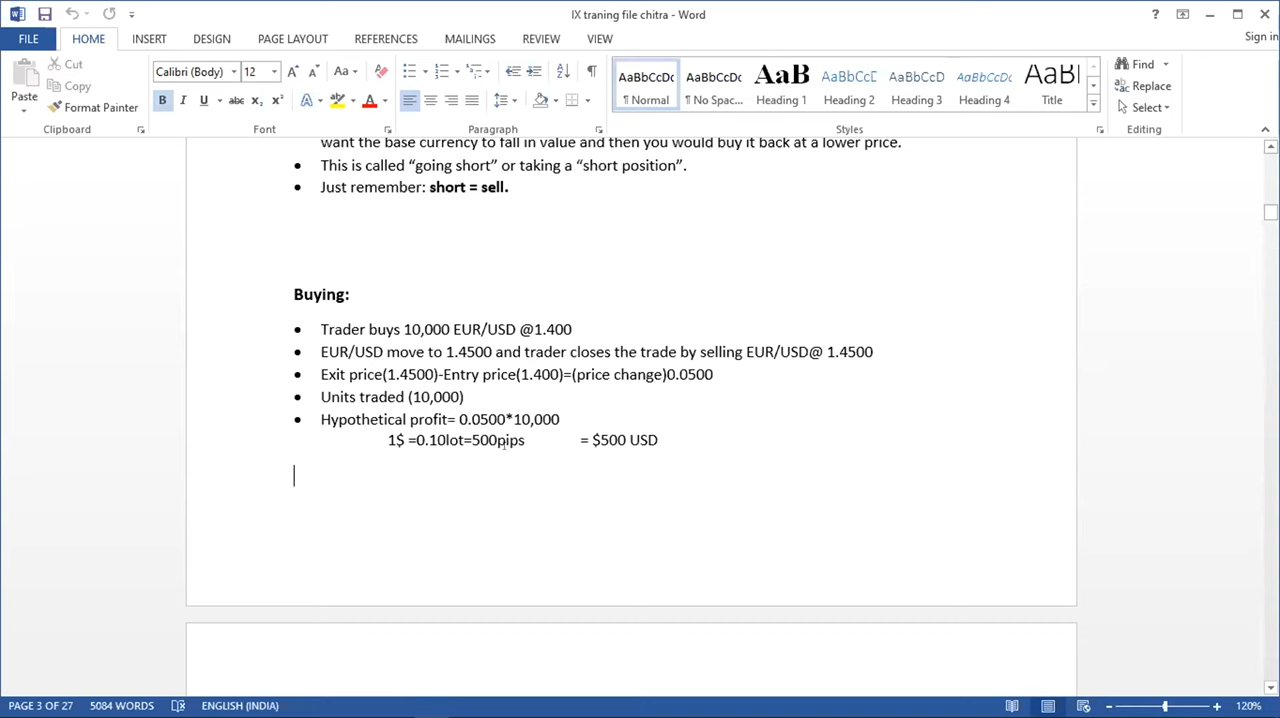 IX traning file chitra - Word
?
FILE HOME INSERT DESIGN PAGE LAYOUT REFERENCES MAILINGS REVIEW VIEW Sign in
Paste Cut Copy Format Painter
Calibri (Body) 12 Aa
B I U abc x₂ x² A A
AaBbCcDc AaBbCcDc AaB AaBbCcD AaBbCcD AaBbCcD AaBl
¶ Normal ¶ No Spac... Heading 1 Heading 2 Heading 3 Heading 4 Title
Find Replace Select
Clipboard Font Paragraph Styles Editing
want the base currency to fall in value and then you would buy it back at a lower price.
• This is called “going short” or taking a “short position”.
• Just remember: short = sell.
Buying:
• Trader buys 10,000 EUR/USD @1.400
• EUR/USD move to 1.4500 and trader closes the trade by selling EUR/USD@ 1.4500
• Exit price(1.4500)-Entry price(1.400)=(price change)0.0500
• Units traded (10,000)
• Hypothetical profit= 0.0500*10,000
1$ =0.10lot=500pips = $500 USD
PAGE 3 OF 27 5084 WORDS ENGLISH (INDIA) 120%